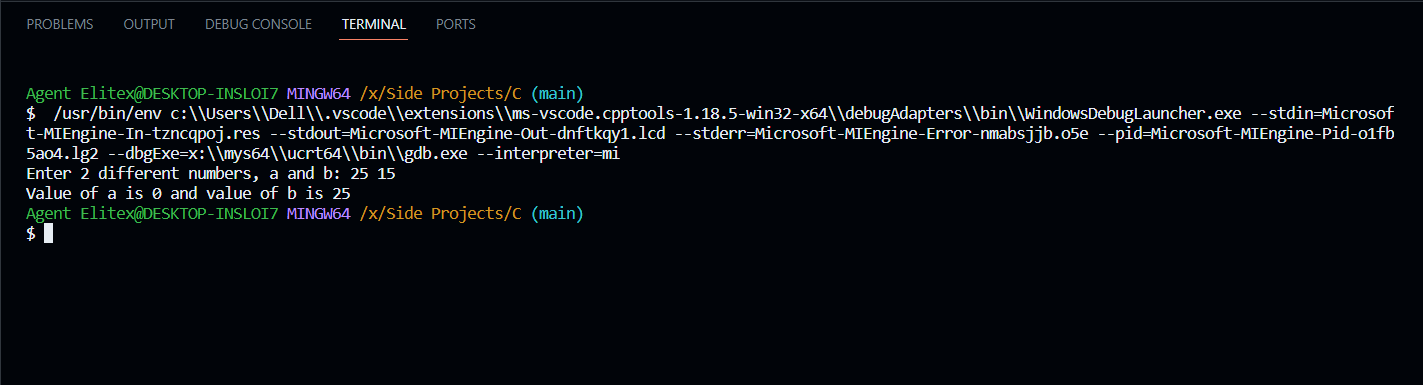 PROBLEMS OUTPUT DEBUG CONSOLE TERMINAL PORTS
Agent Elitex@DESKTOP-INSLOI7 MINGW64 /x/Side Projects/C (main)
$  /usr/bin/env c:\\Users\\Dell\\.vscode\\extensions\\ms-vscode.cpptools-1.18.5-win32-x64\\debugAdapters\\bin\\WindowsDebugLauncher.exe --stdin=Microsof
t-MIEngine-In-tzncqpoj.res --stdout=Microsoft-MIEngine-Out-dnftkqy1.lcd --stderr=Microsoft-MIEngine-Error-nmabsjjb.o5e --pid=Microsoft-MIEngine-Pid-o1fb
5ao4.lg2 --dbgExe=x:\\mys64\\ucrt64\\bin\\gdb.exe --interpreter=mi
Enter 2 different numbers, a and b: 25 15
Value of a is 0 and value of b is 25
Agent Elitex@DESKTOP-INSLOI7 MINGW64 /x/Side Projects/C (main)
$